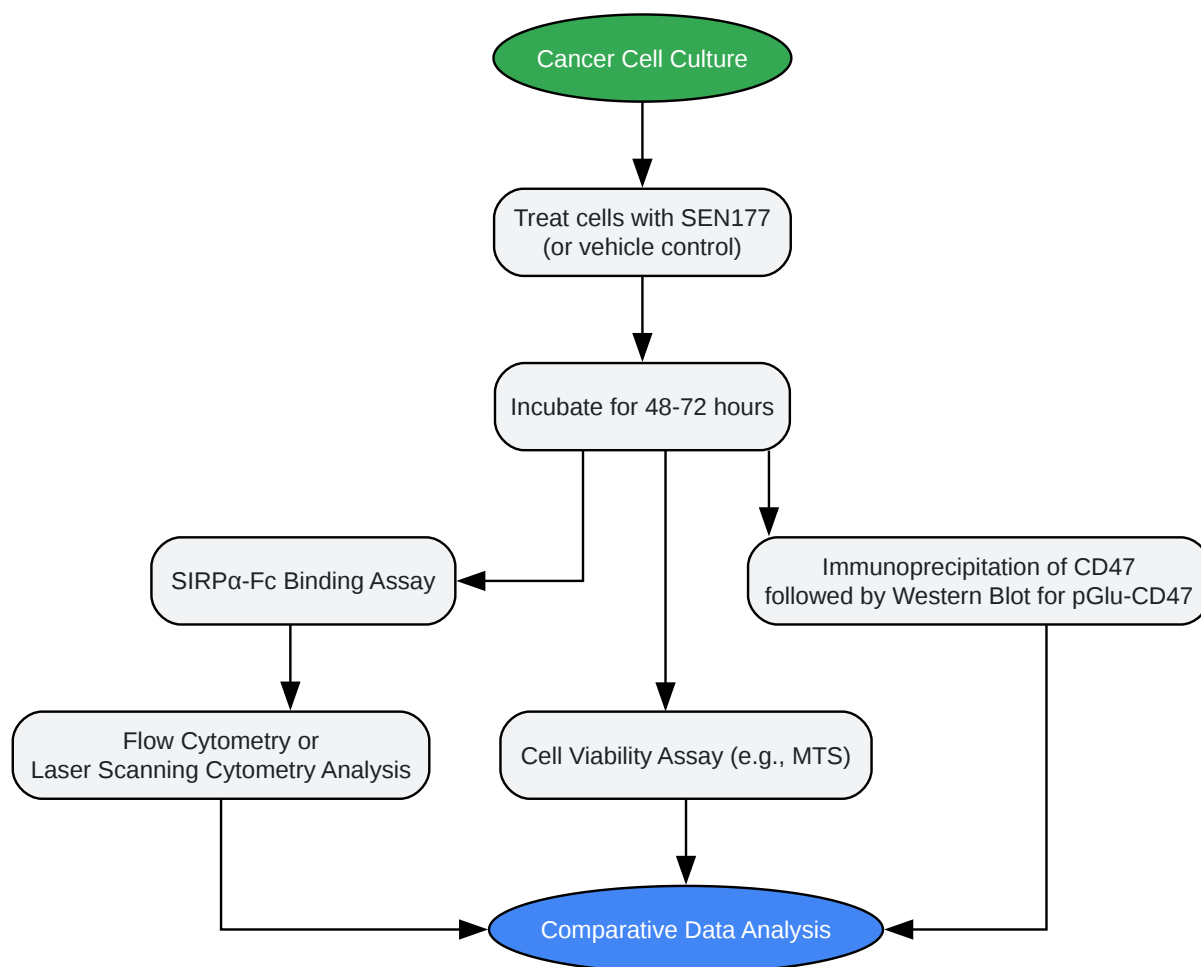 Cancer Cell Culture
Treat cells with SEN177
(or vehicle control)
Incubate for 48-72 hours
SIRPα-Fc Binding Assay
Immunoprecipitation of CD47
followed by Western Blot for pGlu-CD47
Flow Cytometry or
Laser Scanning Cytometry Analysis
Cell Viability Assay (e.g., MTS)
Comparative Data Analysis